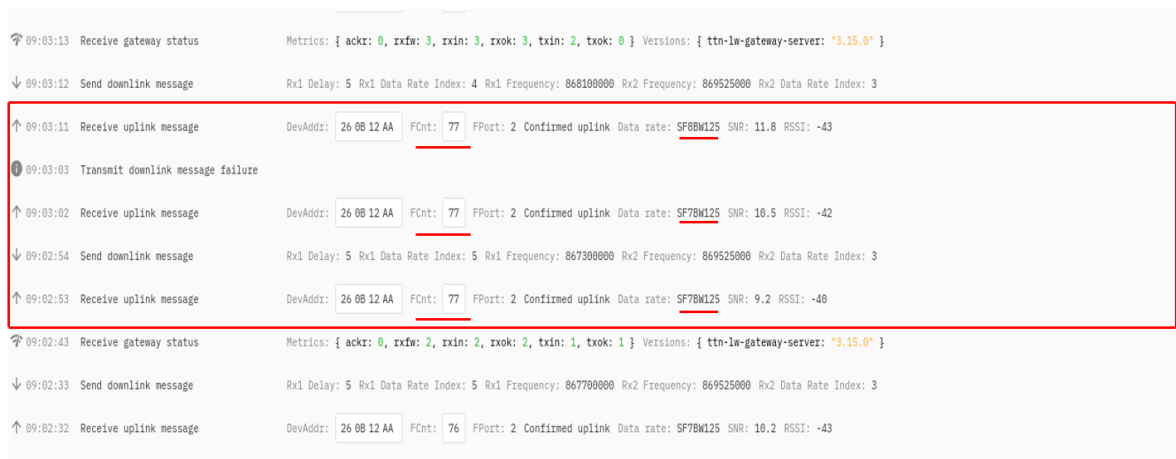 09:03:13 Receive gateway status Metrics: { ackr: 0, rxfw: 3, rxin: 3, rxok: 3, txin: 2, txok: 0 } Versions: { ttn-lw-gateway-server: "3.15.0" }
09:03:12 Send downlink message Rx1 Delay: 5 Rx1 Data Rate Index: 4 Rx1 Frequency: 868100000 Rx2 Frequency: 869525000 Rx2 Data Rate Index: 3
09:03:11 Receive uplink message DevAddr: 26 0B 12 AA FCnt: 77 FPort: 2 Confirmed uplink Data rate: SF8BW125 SNR: 11.8 RSSI: -43
09:03:03 Transmit downlink message failure
09:03:02 Receive uplink message DevAddr: 26 0B 12 AA FCnt: 77 FPort: 2 Confirmed uplink Data rate: SF7BW125 SNR: 10.5 RSSI: -42
09:02:54 Send downlink message Rx1 Delay: 5 Rx1 Data Rate Index: 5 Rx1 Frequency: 867300000 Rx2 Frequency: 869525000 Rx2 Data Rate Index: 3
09:02:53 Receive uplink message DevAddr: 26 0B 12 AA FCnt: 77 FPort: 2 Confirmed uplink Data rate: SF7BW125 SNR: 9.2 RSSI: -40
09:02:43 Receive gateway status Metrics: { ackr: 0, rxfw: 2, rxin: 2, rxok: 2, txin: 1, txok: 1 } Versions: { ttn-lw-gateway-server: "3.15.0" }
09:02:33 Send downlink message Rx1 Delay: 5 Rx1 Data Rate Index: 5 Rx1 Frequency: 867700000 Rx2 Frequency: 869525000 Rx2 Data Rate Index: 3
09:02:32 Receive uplink message DevAddr: 26 0B 12 AA FCnt: 76 FPort: 2 Confirmed uplink Data rate: SF7BW125 SNR: 10.2 RSSI: -43